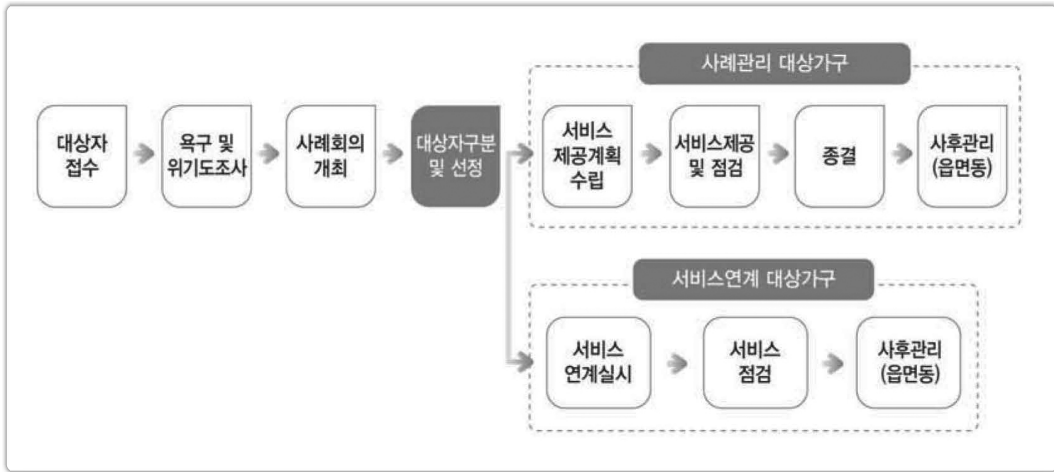 사례관리 대상가구
대상자
접수
욕구 및
위기도조사
사례회의
개최
대상자구분
및 선정
서비스
제공계획
수립
서비스제공
및 점검
종결
사후관리
(읍면동)
서비스연계 대상가구
서비스
연계실시
서비스
점검
사후관리
(읍면동)